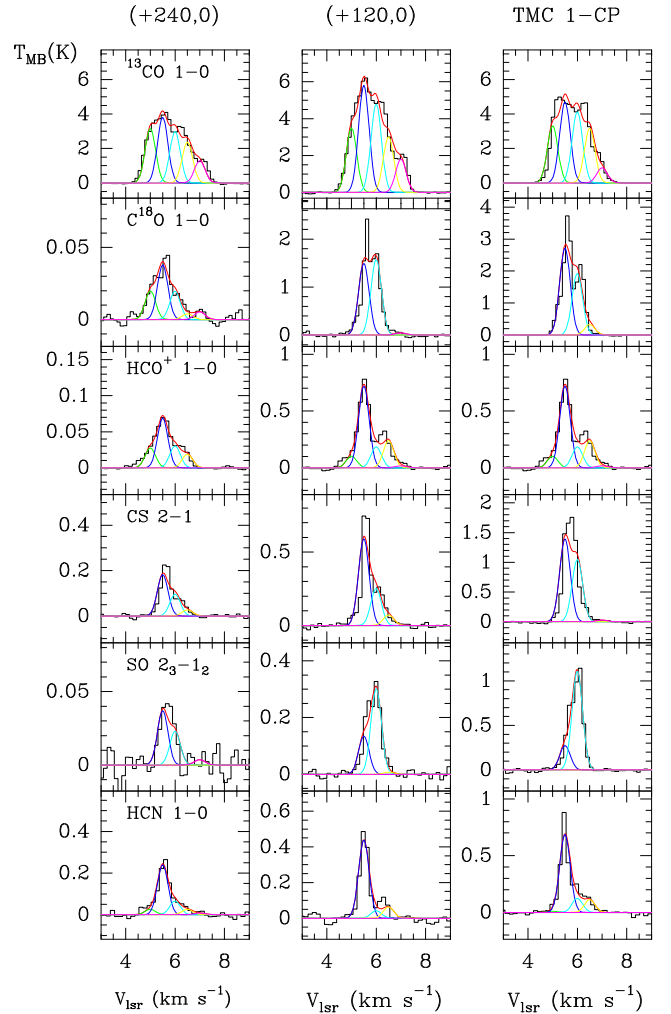 (+240,0) (+120,0) TMC 1-CP
T_MB(K)
¹³CO 1-0
6 6 6
4 4 4
2 2 2
0 0 0
C¹⁸O 1-0
0.05 2 4
3
1 2
1
0 0 0
HCO⁺ 1-0
0.15 1 1
0.1
0.5 0.5
0.05
0 0 0
CS 2-1
0.4 0.5 2
1.5
0.2 1
0.5
0 0 0
SO 2₃-1₂
0.05 0.4 1
0.2 0.5
0 0 0
HCN 1-0
0.4 0.6 1
0.4
0.2 0.2 0.5
0 0 0
4 6 8 4 6 8 4 6 8
V_lsr (km s⁻¹) V_lsr (km s⁻¹) V_lsr (km s⁻¹)